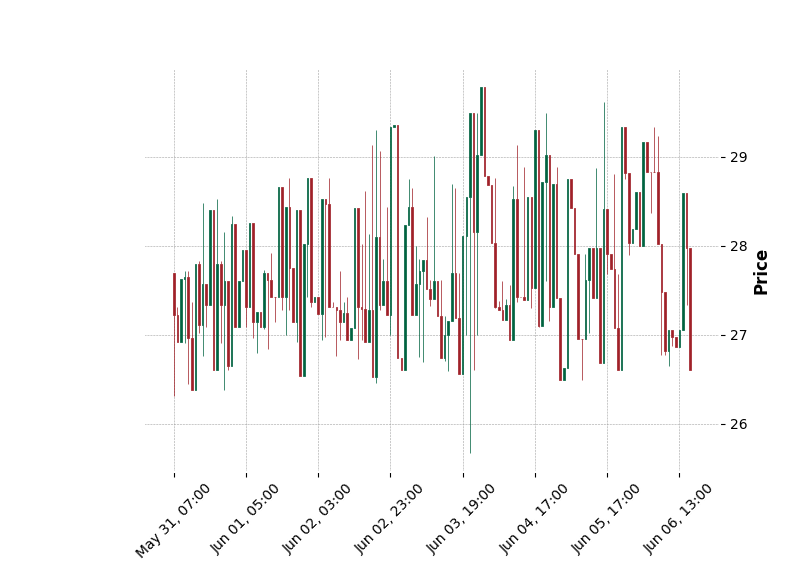 29
28
27
26
Price
May 31, 07:00
Jun 01, 05:00
Jun 02, 03:00
Jun 02, 23:00
Jun 03, 19:00
Jun 04, 17:00
Jun 05, 17:00
Jun 06, 13:00